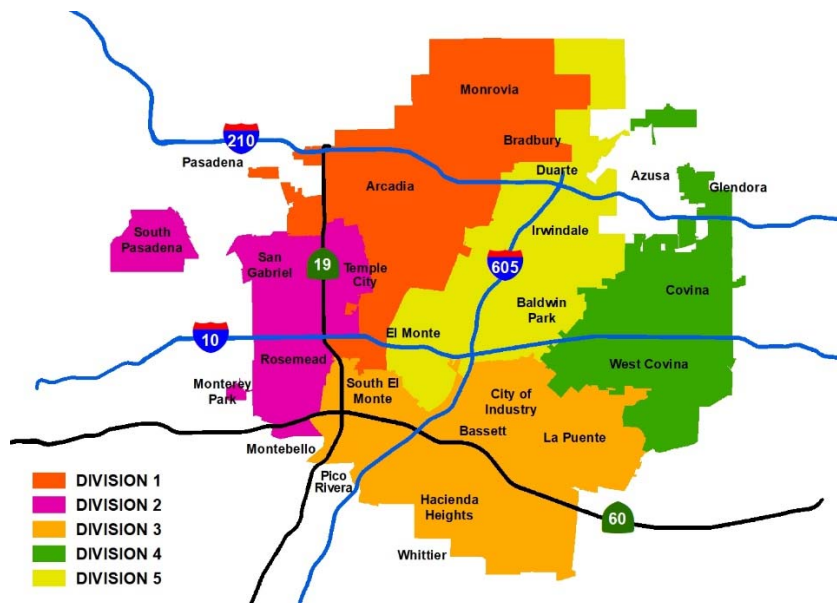 Monrovia
Bradbury
210
Pasadena
Duarte
Azusa
Glendora
Arcadia
South
Pasadena
Irwindale
San
Gabriel
19
Temple
City
605
Covina
Baldwin
Park
El Monte
10
Rosemead
West Covina
Monterey
Park
South El
Monte
City of
Industry
Bassett
La Puente
Montebello
Pico
Rivera
DIVISION 1
DIVISION 2
DIVISION 3
DIVISION 4
DIVISION 5
Hacienda
Heights
60
Whittier